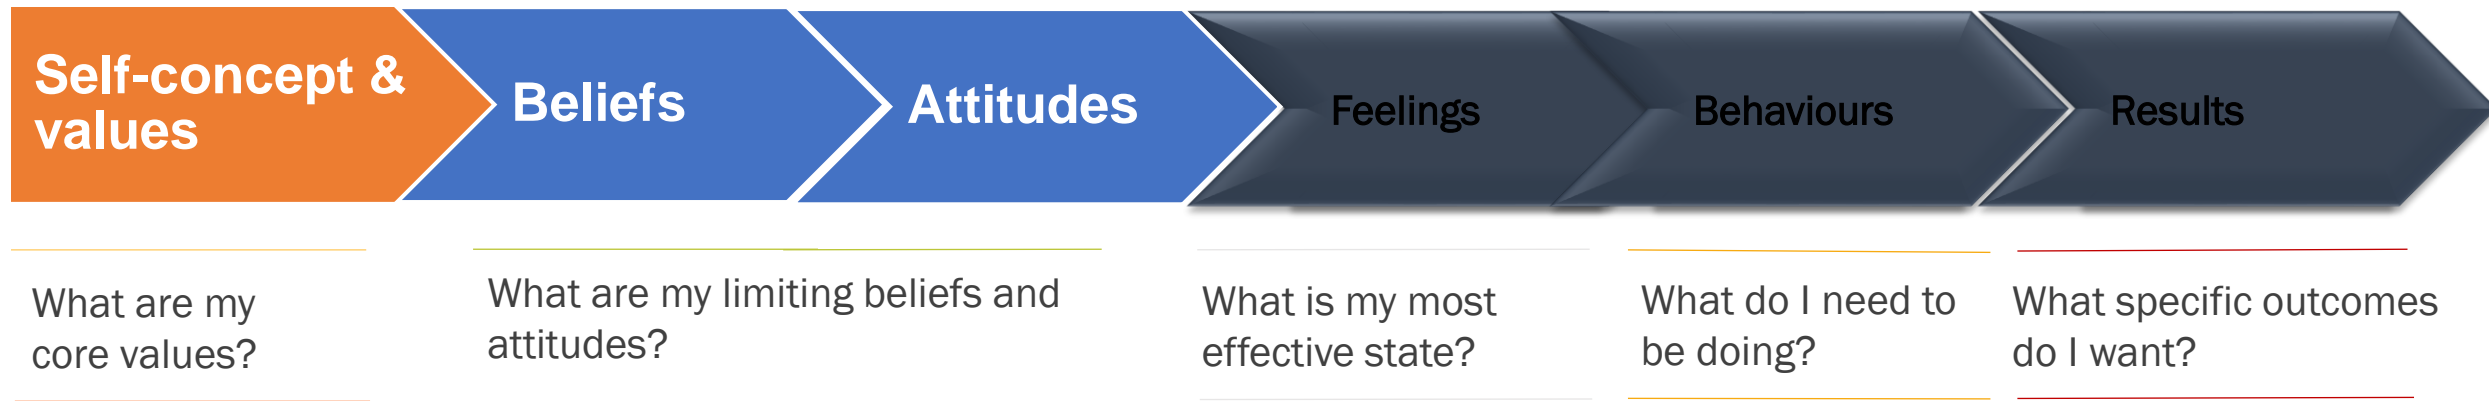 Self-concept &
values
Beliefs
Attitudes
Feelings
Behaviours
Results
What are my
core values?
What are my limiting beliefs and
attitudes?
What is my most
effective state?
What do I need to
be doing?
What specific outcomes
do I want?